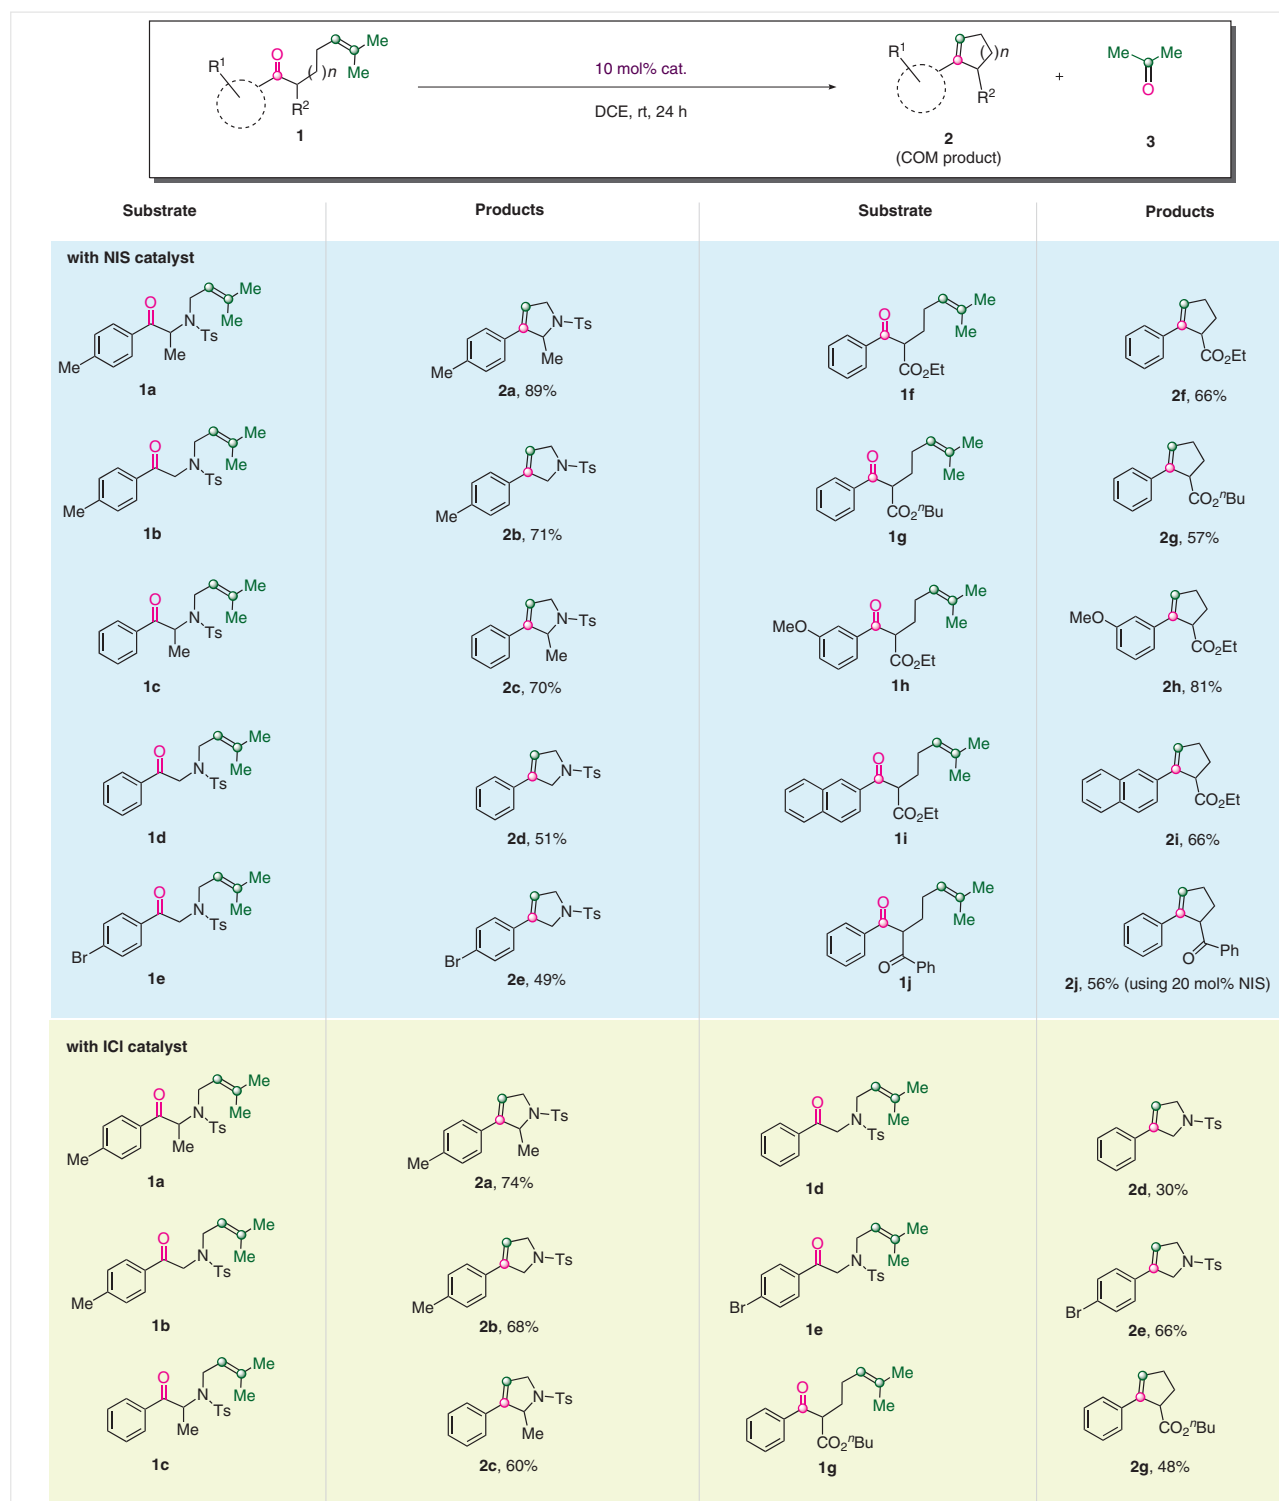 R1 O Me Me ( )n R2
1
10 mol% cat.
DCE, rt, 24 h
R1 ( )n R2
2
(COM product)
+
Me Me O
3
Substrate Products Substrate Products
with NIS catalyst
O Me Me N Ts Me Me
1a
N Ts Me Me
2a, 89%
O Me Me CO2Et
1f
CO2Et
2f, 66%
O Me Me N Ts Me
1b
N Ts Me
2b, 71%
O Me Me CO2nBu
1g
CO2nBu
2g, 57%
O Me Me N Ts Me
1c
N Ts Me
2c, 70%
MeO O Me Me CO2Et
1h
MeO CO2Et
2h, 81%
O Me Me N Ts
1d
N Ts
2d, 51%
O Me Me CO2Et
1i
CO2Et
2i, 66%
O Me Me N Ts Br
1e
N Ts Br
2e, 49%
O Me Me O Ph
1j
O Ph
2j, 56% (using 20 mol% NIS)
with ICl catalyst
O Me Me N Ts Me Me
1a
N Ts Me Me
2a, 74%
O Me Me N Ts
1d
N Ts
2d, 30%
O Me Me N Ts Me
1b
N Ts Me
2b, 68%
O Me Me N Ts Br
1e
N Ts Br
2e, 66%
O Me Me N Ts Me
1c
N Ts Me
2c, 60%
O Me Me CO2nBu
1g
CO2nBu
2g, 48%